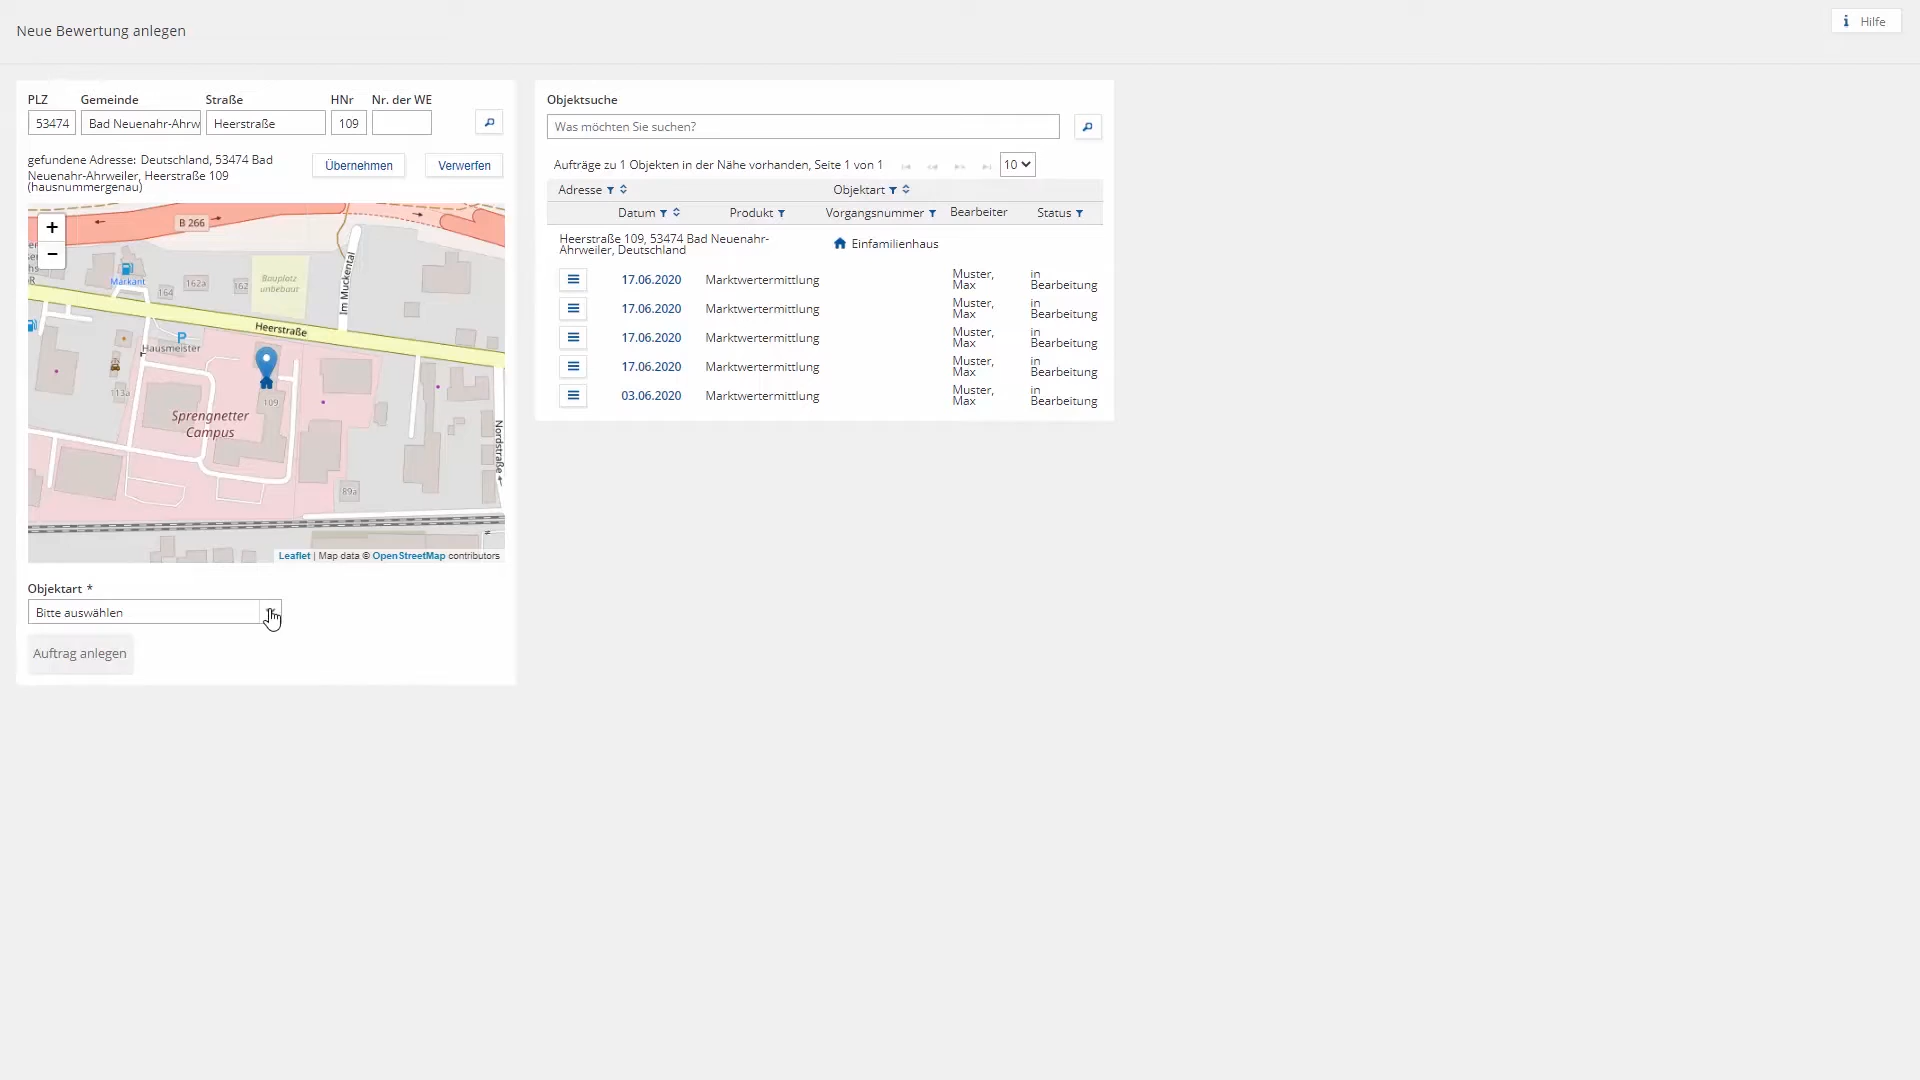 Neue Bewertung anlegen
Hilfe
PLZ Gemeinde Straße HNr Nr. der WE
53474 Bad Neuenahr-Ahrw Heerstraße 109
gefundene Adresse: Deutschland, 53474 Bad
Neuenahr-Ahrweiler, Heerstraße 109
(hausnummergenau)
Übernehmen Verwerfen
+
−
B 266
Markant
164
162a
162
Bauplatz
unbebaut
Im Muckental
Heerstraße
P
Hausmeister
113a
109
Sprengnetter
Campus
Nordstraße
89a
Leaflet | Map data © OpenStreetMap contributors
Objektart *
Bitte auswählen
Auftrag anlegen
Objektsuche
Was möchten Sie suchen?
Aufträge zu 1 Objekten in der Nähe vorhanden, Seite 1 von 1 10
Adresse Objektart
Datum Produkt Vorgangsnummer Bearbeiter Status
Heerstraße 109, 53474 Bad Neuenahr-
Ahrweiler, Deutschland
Einfamilienhaus
17.06.2020 Marktwertermittlung Muster, Max in Bearbeitung
17.06.2020 Marktwertermittlung Muster, Max in Bearbeitung
17.06.2020 Marktwertermittlung Muster, Max in Bearbeitung
17.06.2020 Marktwertermittlung Muster, Max in Bearbeitung
03.06.2020 Marktwertermittlung Muster, Max in Bearbeitung